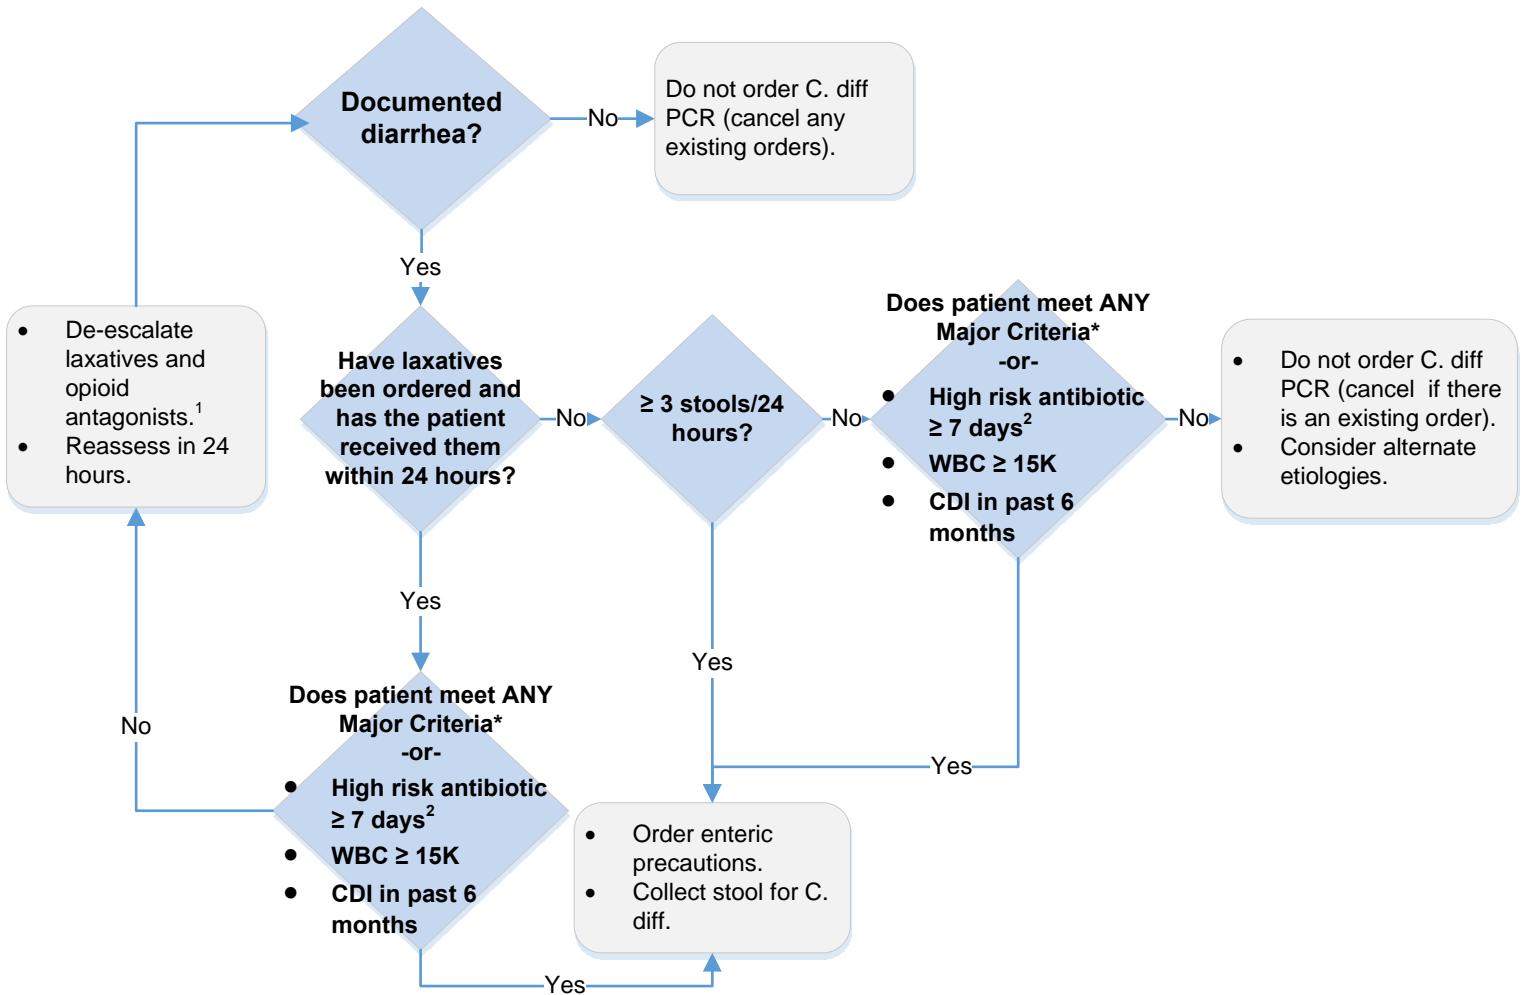 Documented
diarrhea?
No
Do not order C. diff
PCR (cancel any
existing orders).
Yes
• De-escalate
laxatives and
opioid
antagonists.¹
• Reassess in 24
hours.
Have laxatives
been ordered and
has the patient
received them
within 24 hours?
No
≥ 3 stools/24
hours?
No
Does patient meet ANY
Major Criteria*
-or-
• High risk antibiotic
≥ 7 days²
• WBC ≥ 15K
• CDI in past 6
months
No
• Do not order C. diff
PCR (cancel if there
is an existing order).
• Consider alternate
etiologies.
Yes
Yes
Yes
No
Does patient meet ANY
Major Criteria*
-or-
• High risk antibiotic
≥ 7 days²
• WBC ≥ 15K
• CDI in past 6
months
Yes
• Order enteric
precautions.
• Collect stool for C.
diff.